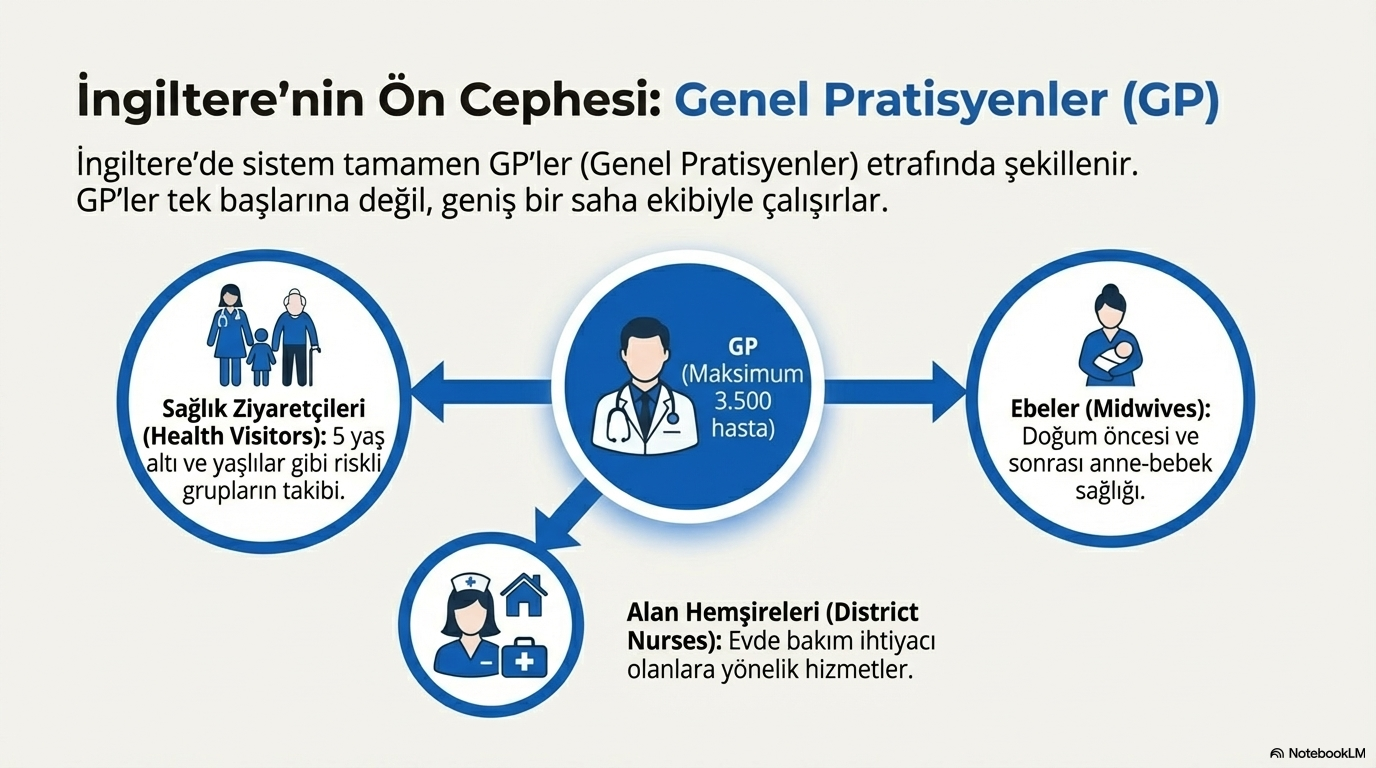 İngiltere’nin Ön Cephesi: Genel Pratisyenler (GP)
İngiltere’de sistem tamamen GP’ler (Genel Pratisyenler) etrafında şekillenir.
GP’ler tek başlarına değil, geniş bir saha ekibiyle çalışırlar.
Sağlık Ziyaretçileri
(Health Visitors): 5 yaş
altı ve yaşlılar gibi riskli
grupların takibi.
GP
(Maksimum
3.500
hasta)
Ebeler (Midwives):
Doğum öncesi ve
sonrası anne-bebek
sağlığı.
Alan Hemşireleri (District
Nurses): Evde bakım ihtiyacı
olanlara yönelik hizmetler.
NotebookLM